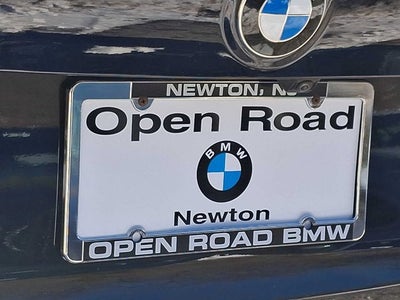 NEWTON, NJ
Open Road
BMW
Newton
OPEN ROAD BMW